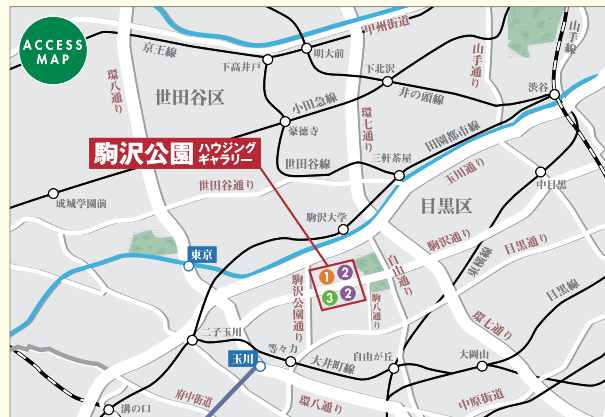 ACCESS
MAP
甲州街道
京王線
明大前
下高井戸
山手通り
山手線
環八通り
下北沢
渋谷
世田谷区
小田急線
環七通り
井の頭線
豪徳寺
田園都市線
駒沢公園 ハウジング
ギャラリー
世田谷線
三軒茶屋
玉川通り
世田谷通り
中目黒
成城学園前
駒沢大学
目黒区
駒沢通り
目黒通り
東京
駒沢公園通り
1 2
3 2
自由通り
駒八通り
東横線
目黒線
二子玉川
等々力
玉川
大井町線
自由が丘
大岡山
環七通り
府中街道
環八通り
中原街道
溝の口